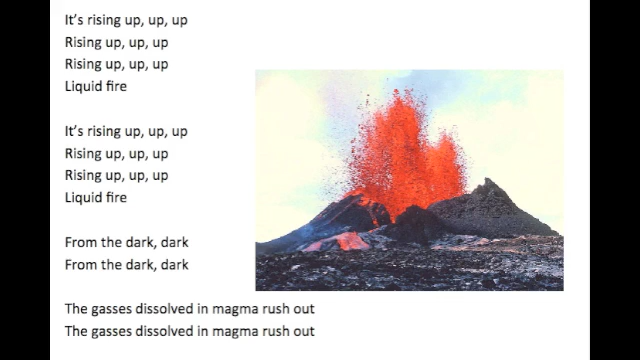 It's rising up, up, up
Rising up, up, up
Rising up, up, up
Liquid fire
It's rising up, up, up
Rising up, up, up
Rising up, up, up
Liquid fire
From the dark, dark
From the dark, dark
The gasses dissolved in magma rush out
The gasses dissolved in magma rush out